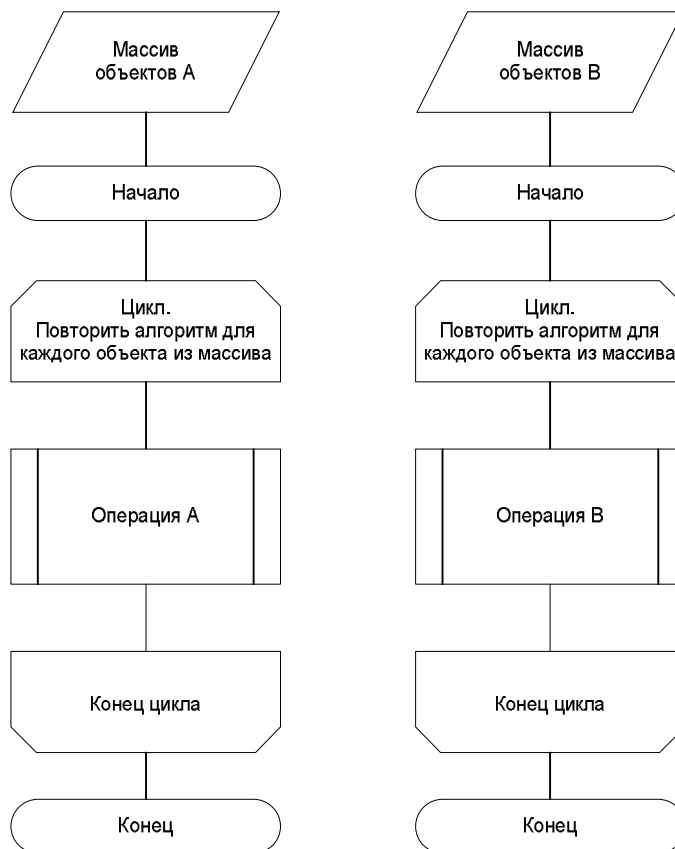 Массив
объектов А
Начало
Цикл.
Повторить алгоритм для
каждого объекта из массива
Операция А
Конец цикла
Конец
Массив
объектов В
Начало
Цикл.
Повторить алгоритм для
каждого объекта из массива
Операция В
Конец цикла
Конец